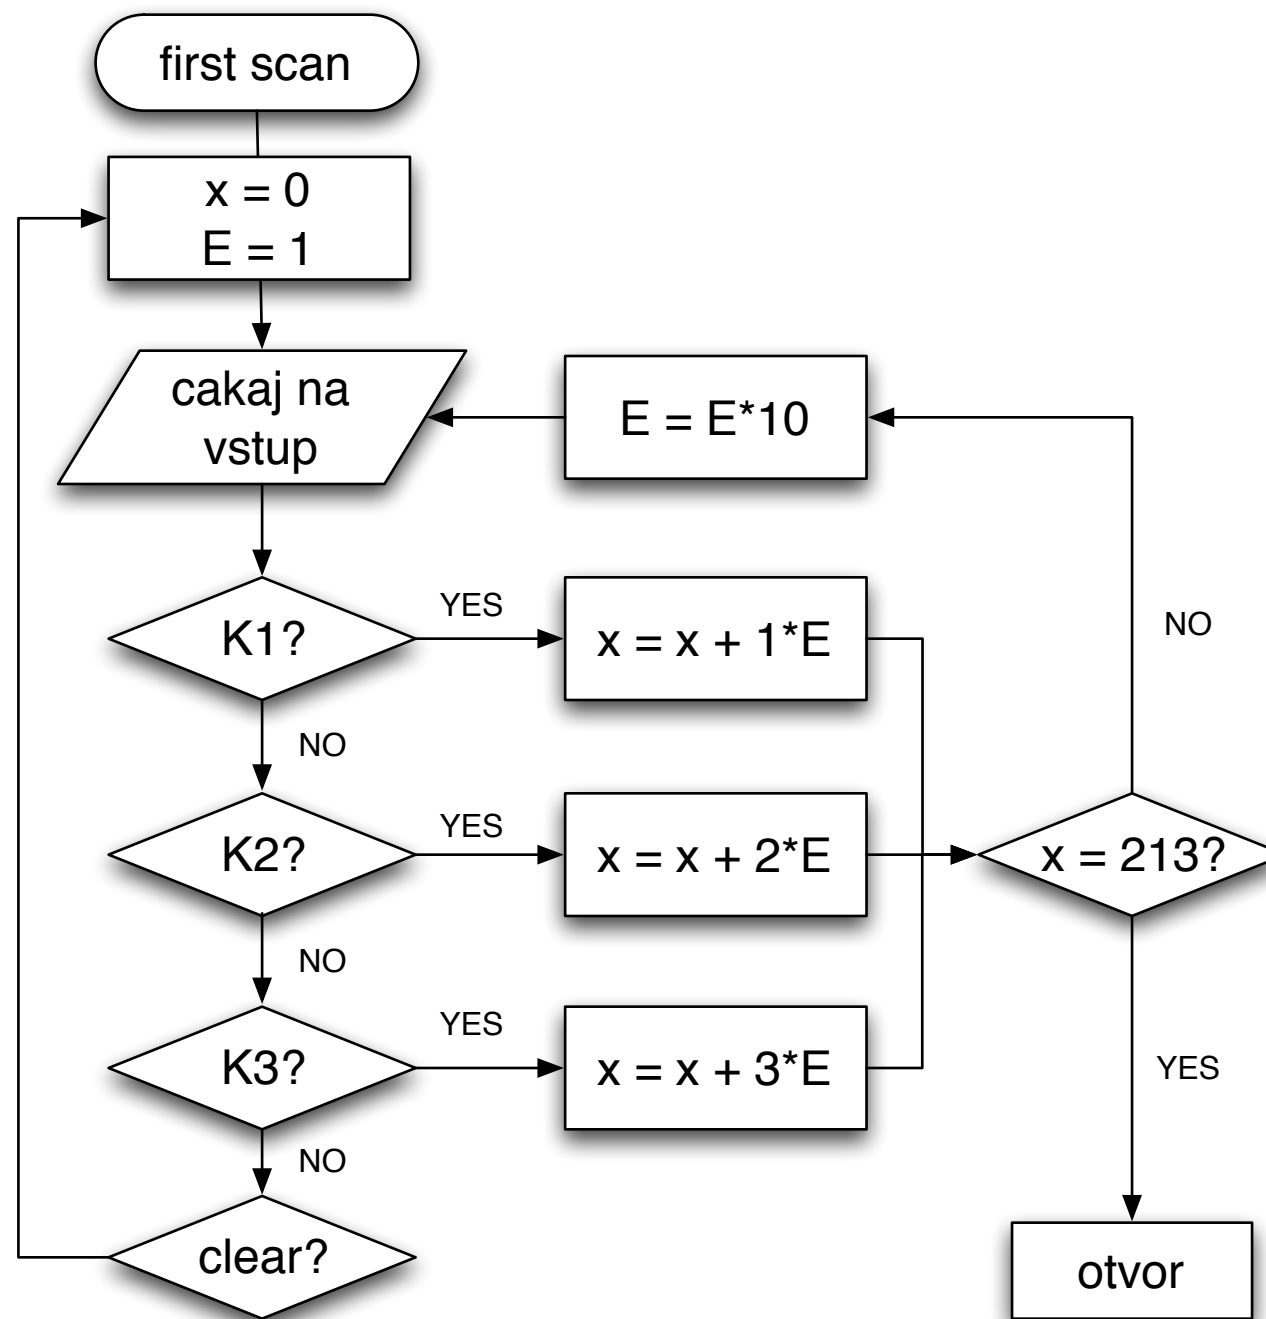 first scan
x = 0
E = 1
cakaj na
vstup
E = E*10
K1?
YES
x = x + 1*E
NO
NO
K2?
YES
x = x + 2*E
x = 213?
NO
K3?
YES
x = x + 3*E
YES
NO
clear?
otvor